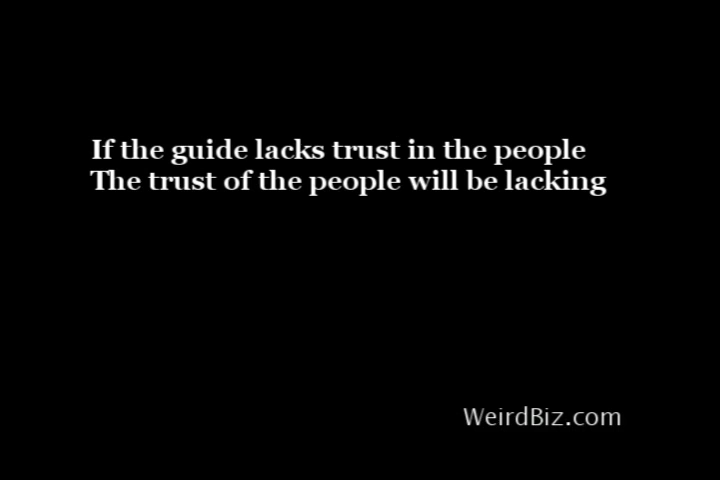 If the guide lacks trust in the people
The trust of the people will be lacking
WeirdBiz.com